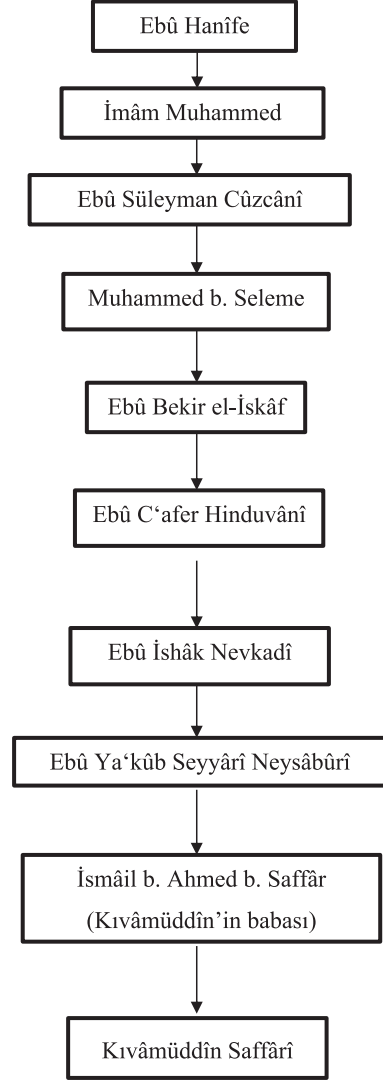 Ebû Hanîfe
İmâm Muhammed
Ebû Süleyman Cûzcânî
Muhammed b. Seleme
Ebû Bekir el-İskâf
Ebû C‘afer Hinduvânî
Ebû İshâk Nevkadî
Ebû Ya‘kûb Seyyârî Neysâbûrî
İsmâil b. Ahmed b. Saffâr
(Kıvâmüddîn’in babası)
Kıvâmüddîn Saffârî